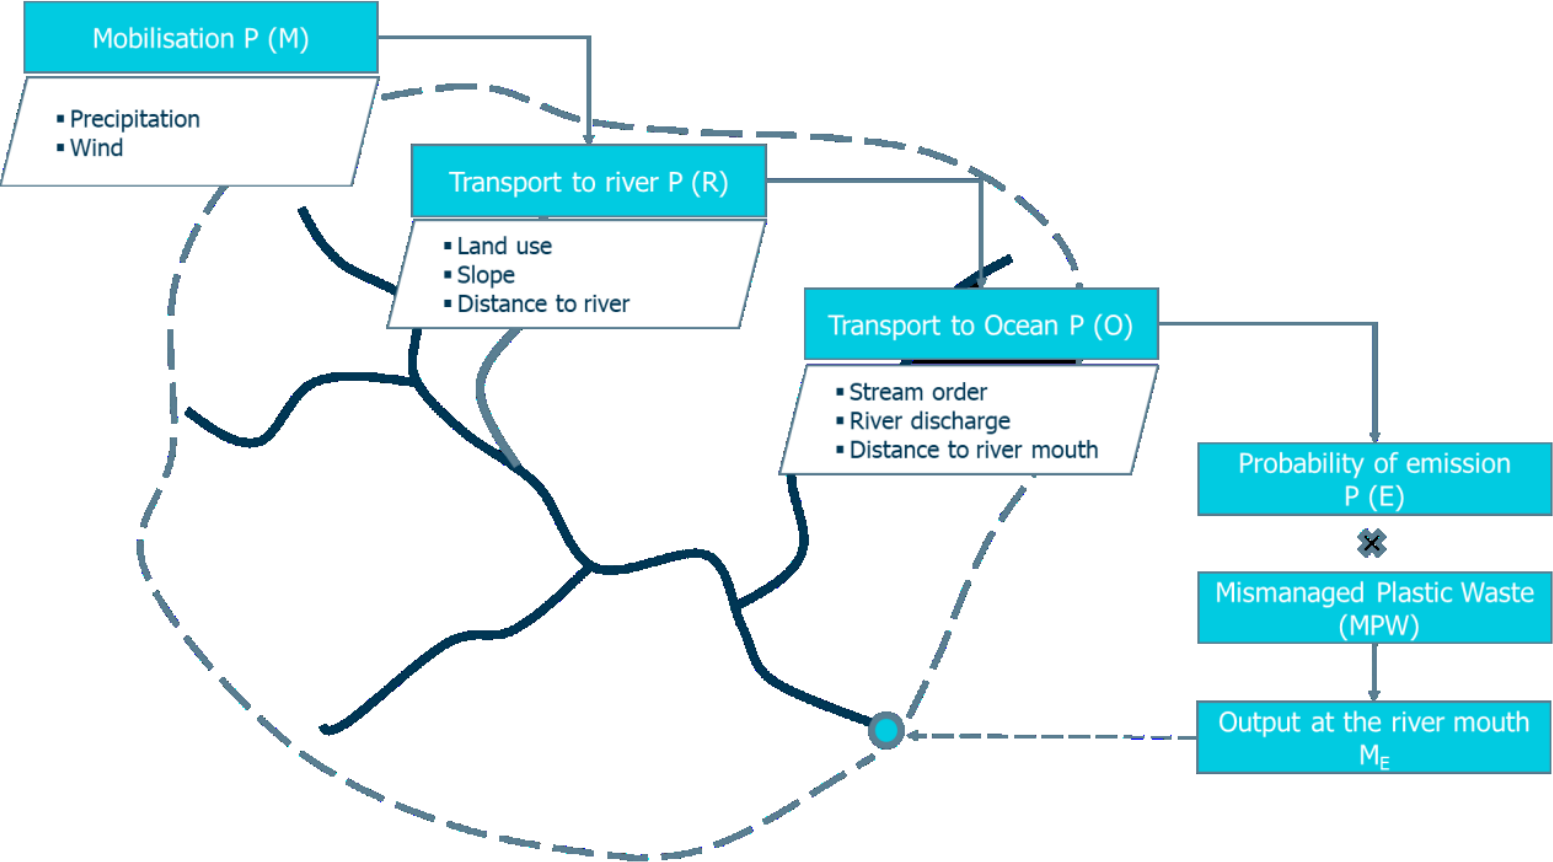 Mobilisation P (M)
▪ Precipitation
▪ Wind
Transport to river P (R)
▪ Land use
▪ Slope
▪ Distance to river
Transport to Ocean P (O)
▪ Stream order
▪ River discharge
▪ Distance to river mouth
Probability of emission
P (E)
Mismanaged Plastic Waste
(MPW)
Output at the river mouth
M_E